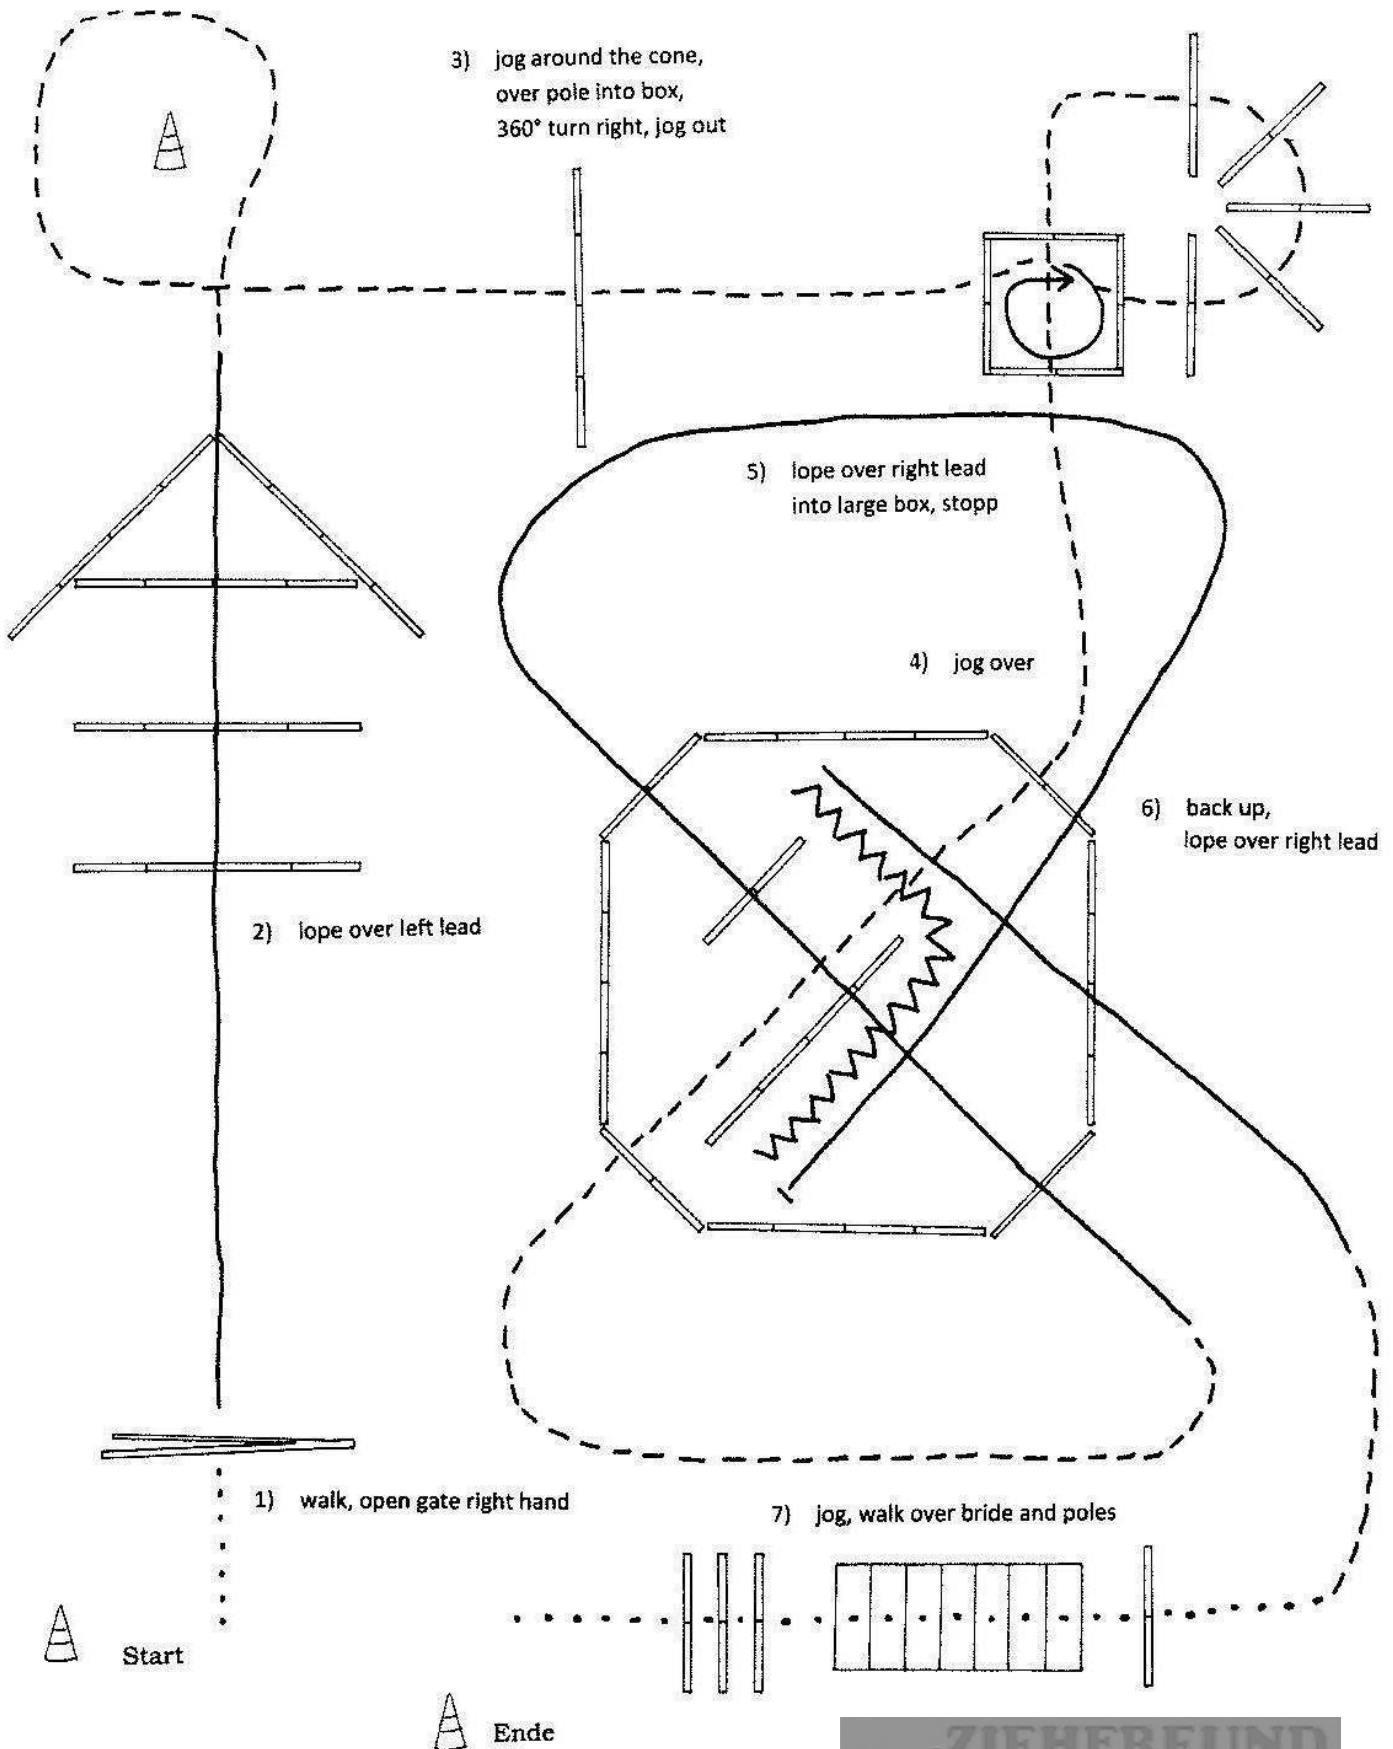 3) jog around the cone,
over pole into box,
360° turn right, jog out
5) lope over right lead
into large box, stopp
4) jog over
6) back up,
lope over right lead
2) lope over left lead
1) walk, open gate right hand
7) jog, walk over bride and poles
Start
Ende
ZIEHFREUND